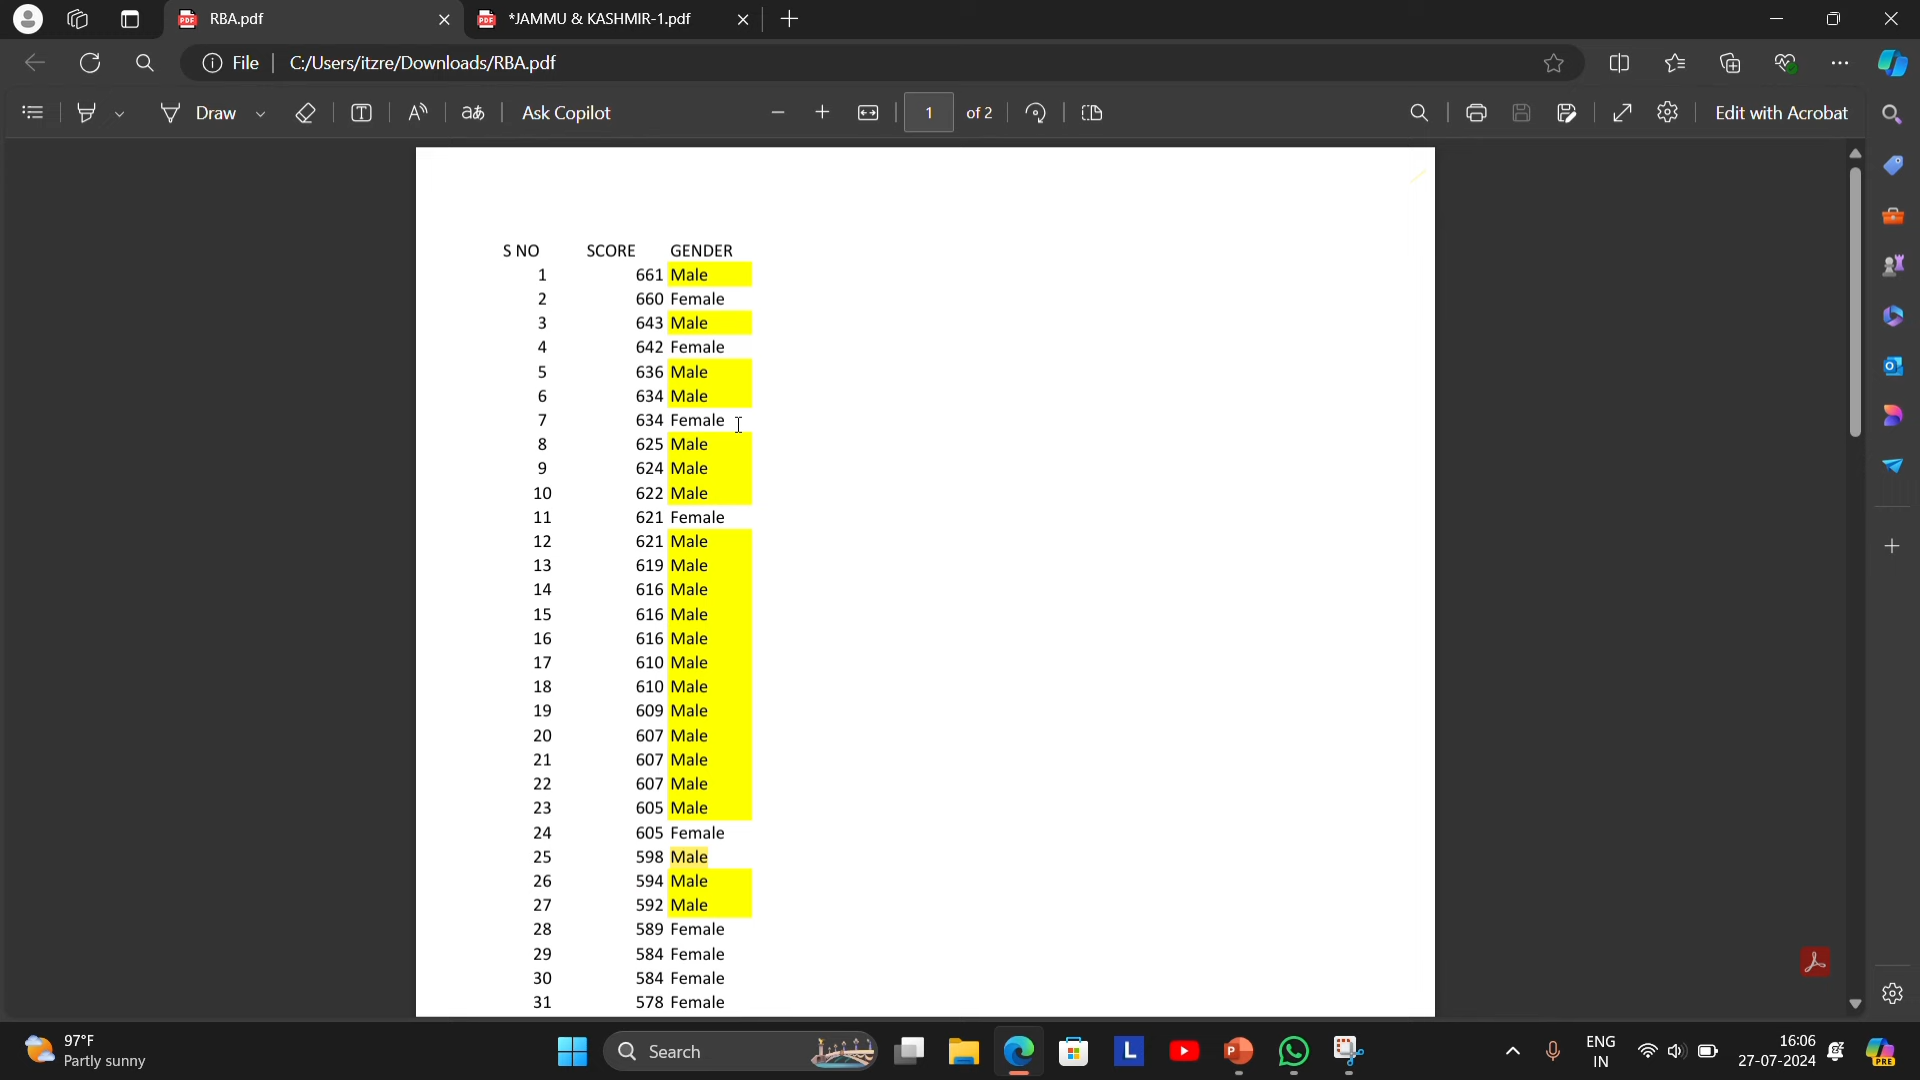 RBA.pdf
*JAMMU & KASHMIR-1.pdf
File C:/Users/itzre/Downloads/RBA.pdf
Draw
aあ
Ask Copilot
1 of 2
Edit with Acrobat
S NO SCORE GENDER
1 661 Male
2 660 Female
3 643 Male
4 642 Female
5 636 Male
6 634 Male
7 634 Female
8 625 Male
9 624 Male
10 622 Male
11 621 Female
12 621 Male
13 619 Male
14 616 Male
15 616 Male
16 616 Male
17 610 Male
18 610 Male
19 609 Male
20 607 Male
21 607 Male
22 607 Male
23 605 Male
24 605 Female
25 598 Male
26 594 Male
27 592 Male
28 589 Female
29 584 Female
30 584 Female
31 578 Female
97°F
Partly sunny
Search
L
ENG
IN
16:06
27-07-2024
PRE